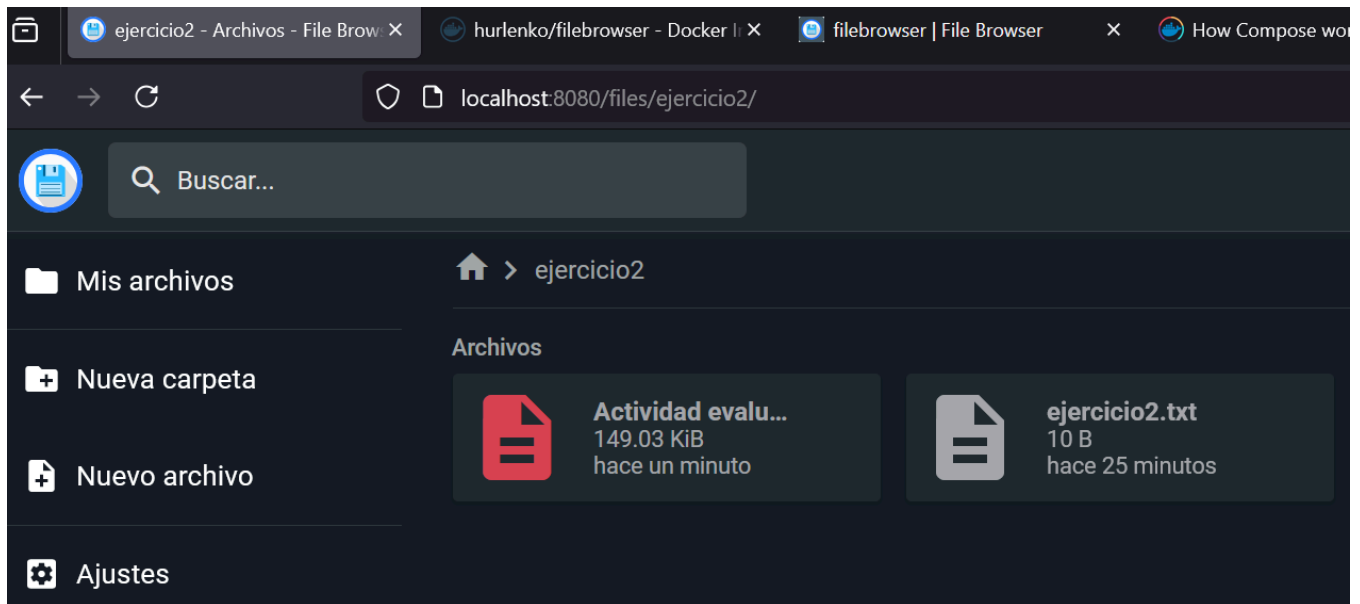 ejercicio2 - Archivos - File Brow
hurlenko/filebrowser - Docker I
filebrowser | File Browser
How Compose wor
localhost:8080/files/ejercicio2/
Buscar...
Mis archivos
ejercicio2
Nueva carpeta
Archivos
Actividad evalu...
149.03 KiB
hace un minuto
ejercicio2.txt
10 B
hace 25 minutos
Nuevo archivo
Ajustes